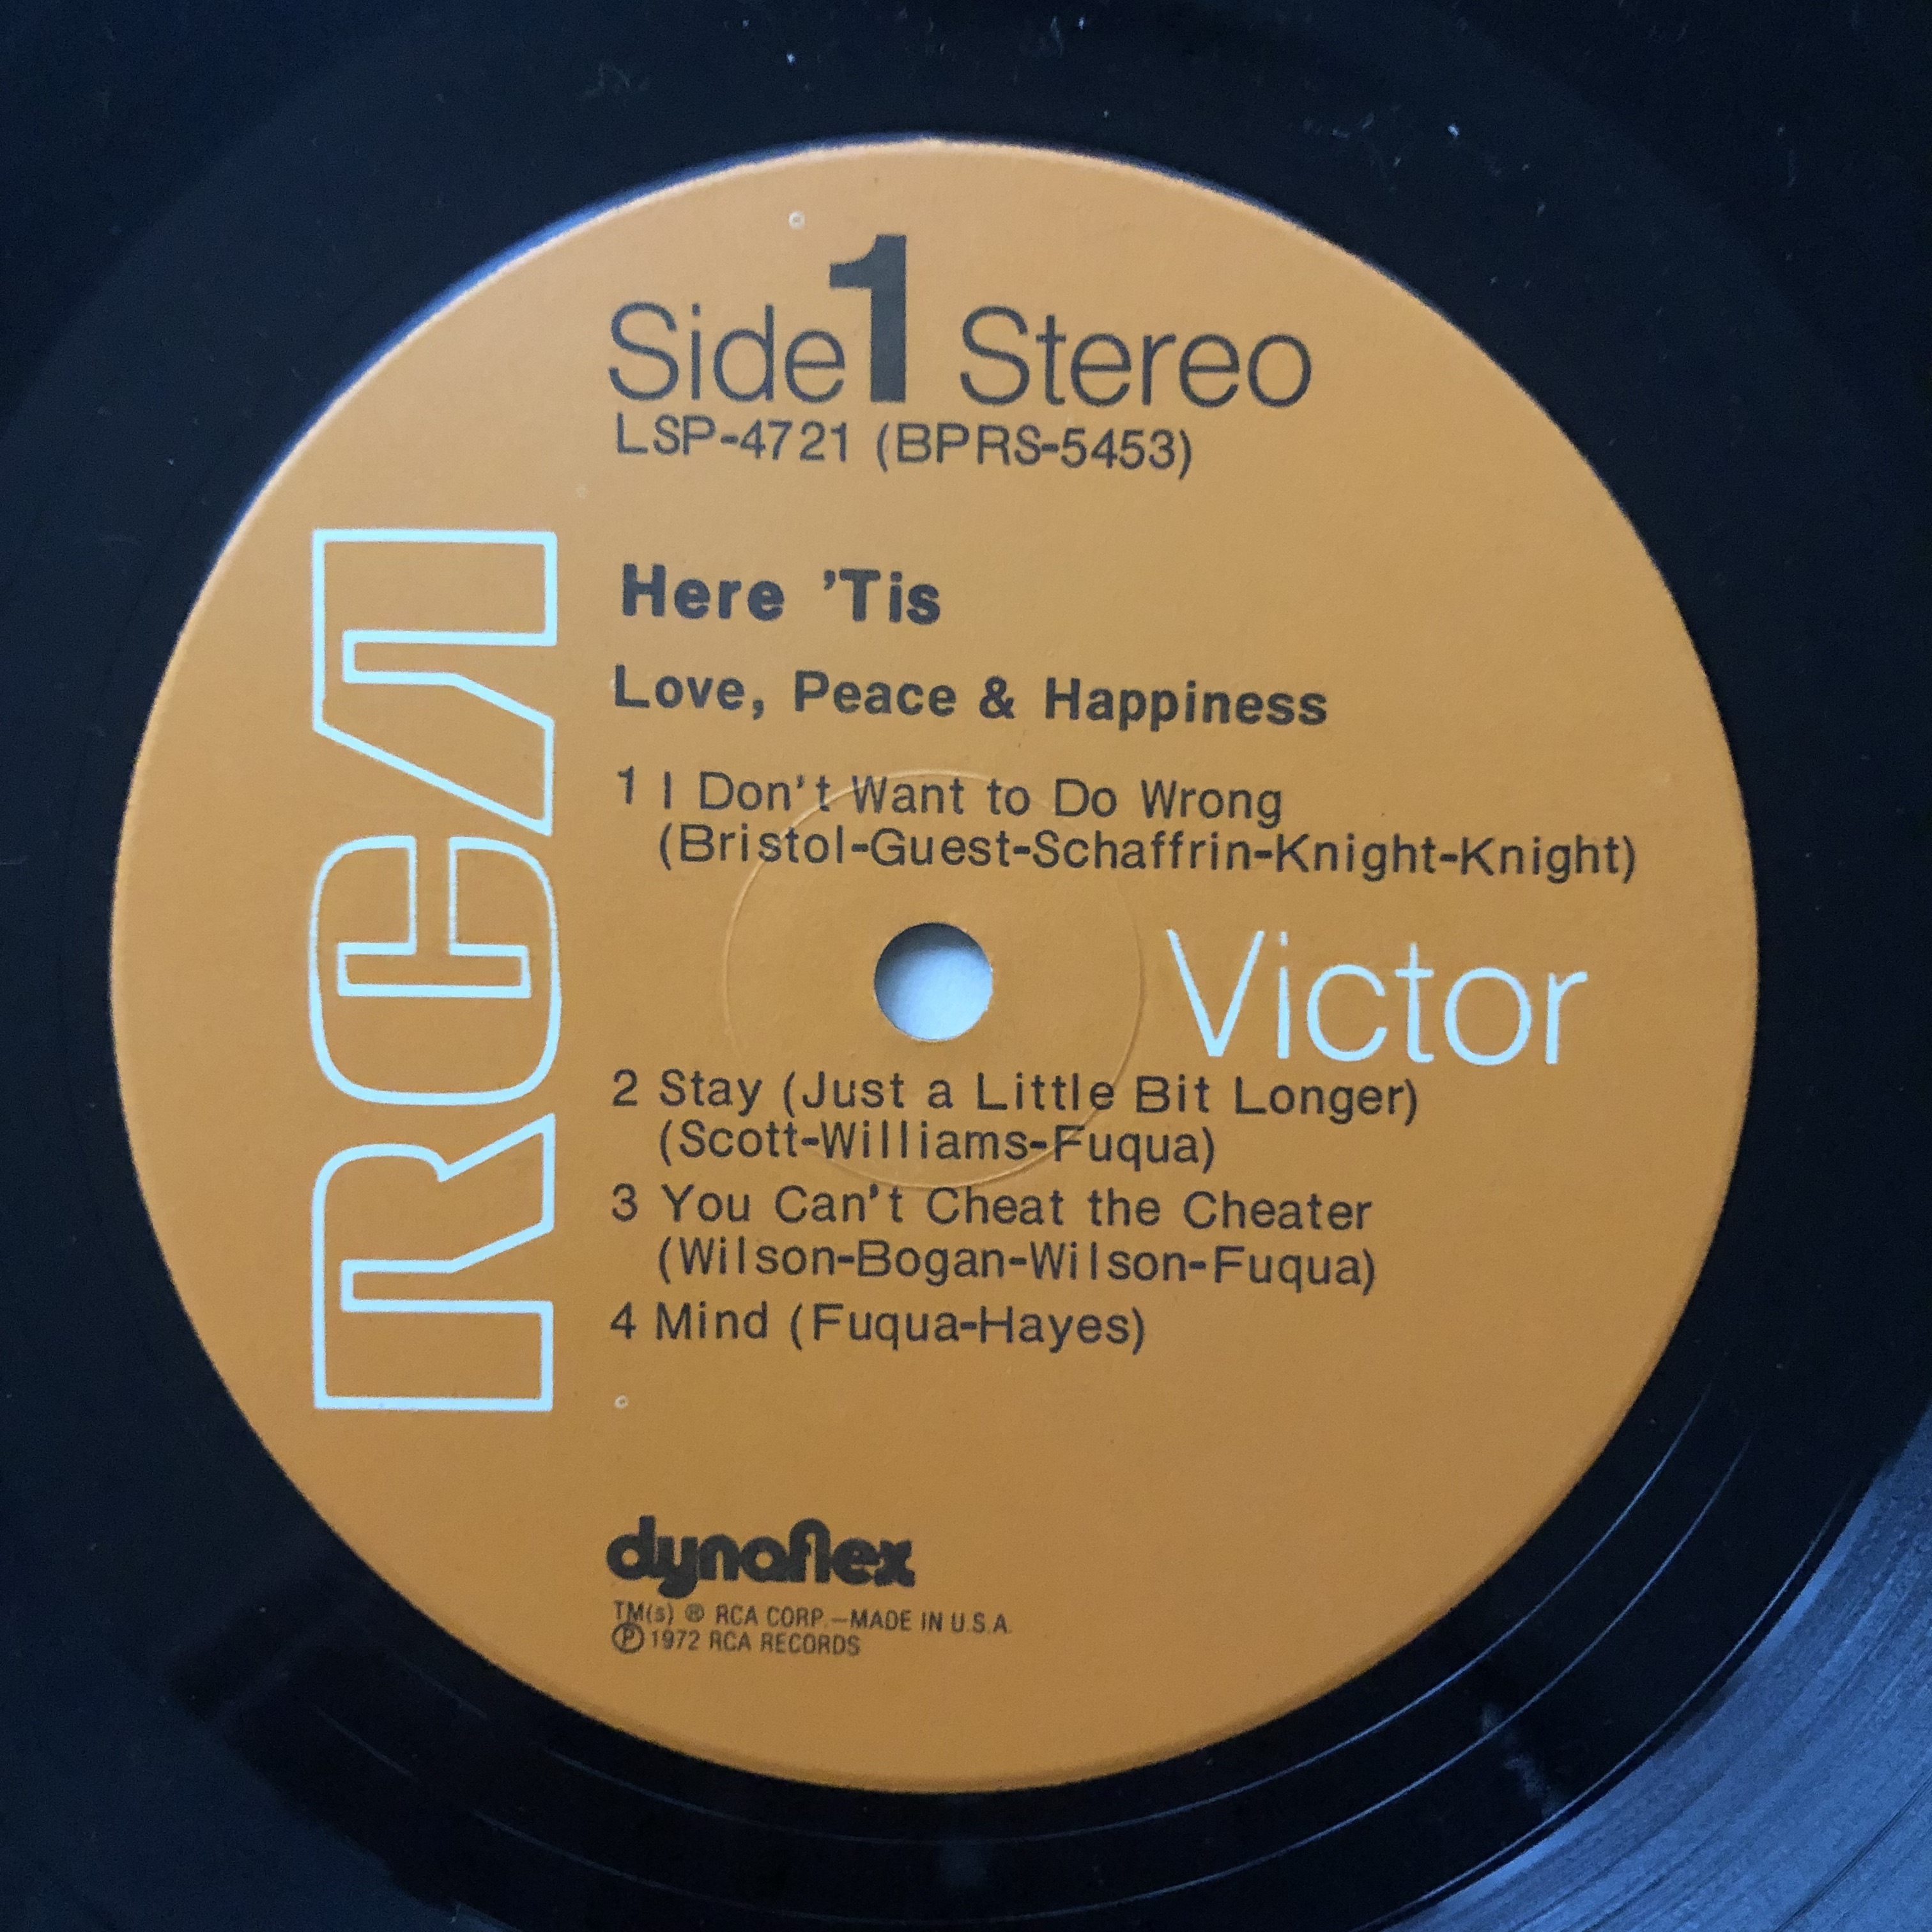 Side 1 Stereo
LSP-4721 (BPRS-5453)
Here 'Tis
Love, Peace & Happiness
1 I Don't Want to Do Wrong
(Bristol-Guest-Schaffrin-Knight-Knight)
RCA
Victor
2 Stay (Just a Little Bit Longer)
(Scott-Williams-Fuqua)
3 You Can't Cheat the Cheater
(Wilson-Bogan-Wilson-Fuqua)
4 Mind (Fuqua-Hayes)
dynaflex
TM(s) ® RCA CORP.—MADE IN U.S.A.
℗ 1972 RCA RECORDS